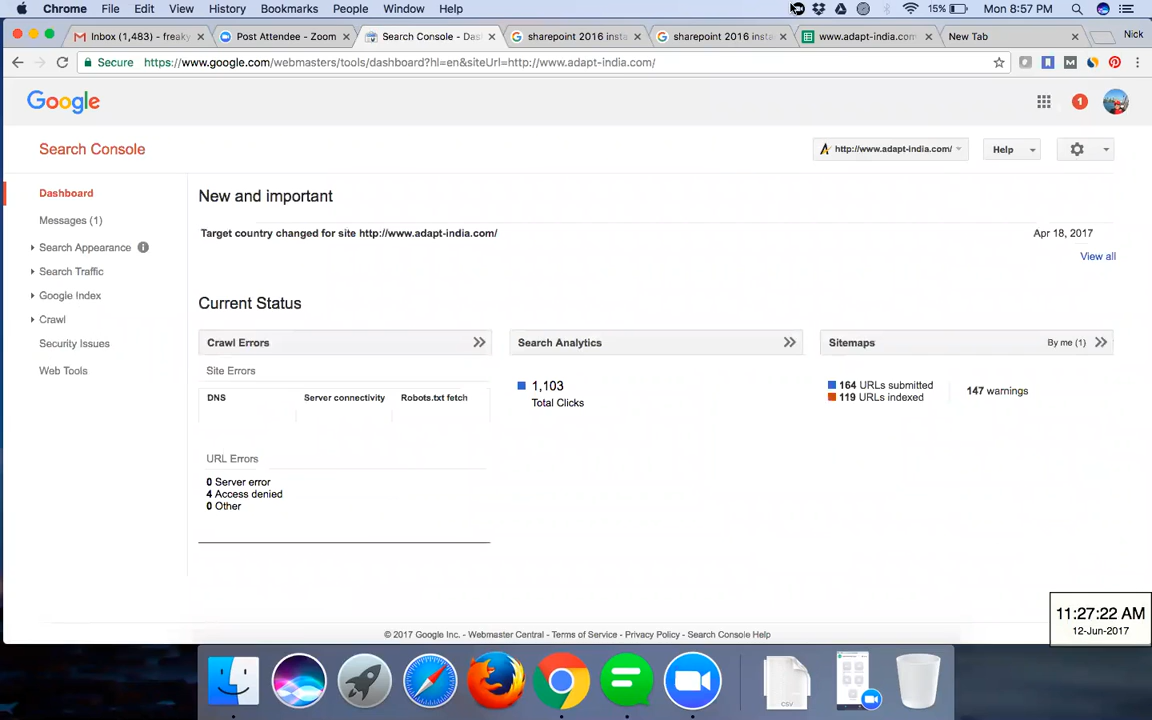 Chrome File Edit View History Bookmarks People Window Help 15% Mon 8:57 PM
Inbox (1,483) - freaky Post Attendee - Zoom Search Console - Das sharepoint 2016 insta sharepoint 2016 insta www.adapt-india.com/ New Tab Nick
Secure https://www.google.com/webmasters/tools/dashboard?hl=en&siteUrl=http://www.adapt-india.com/
Google 1
Search Console http://www.adapt-india.com/ Help
Dashboard
Messages (1)
Search Appearance
Search Traffic
Google Index
Crawl
Security Issues
Web Tools
New and important
Target country changed for site http://www.adapt-india.com/ Apr 18, 2017
View all
Current Status
Crawl Errors
Site Errors
DNS Server connectivity Robots.txt fetch
URL Errors
0 Server error
4 Access denied
0 Other
Search Analytics
1,103
Total Clicks
Sitemaps By me (1)
164 URLs submitted
119 URLs indexed
147 warnings
11:27:22 AM
12-Jun-2017
© 2017 Google Inc. - Webmaster Central - Terms of Service - Privacy Policy - Search Console Help
CSV